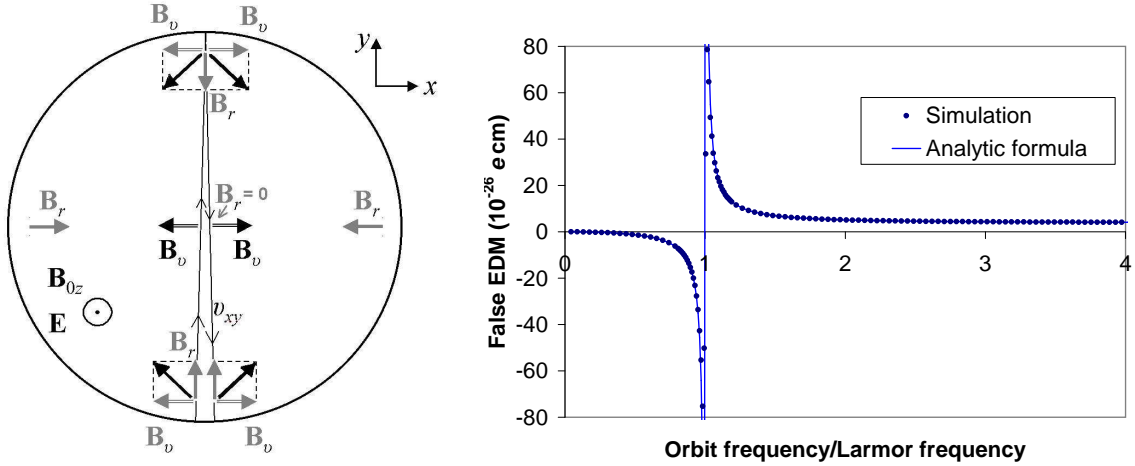 B_υ B_υ
y
x
B_r
B_r B_r = 0 B_r
B_υ B_υ
B_0z
E
υ_xy
B_r
B_υ B_υ
False EDM (10^-26 e cm)
80
60
40
20
0
-20
-40
-60
-80
0 1 2 3 4
Simulation
Analytic formula
Orbit frequency/Larmor frequency